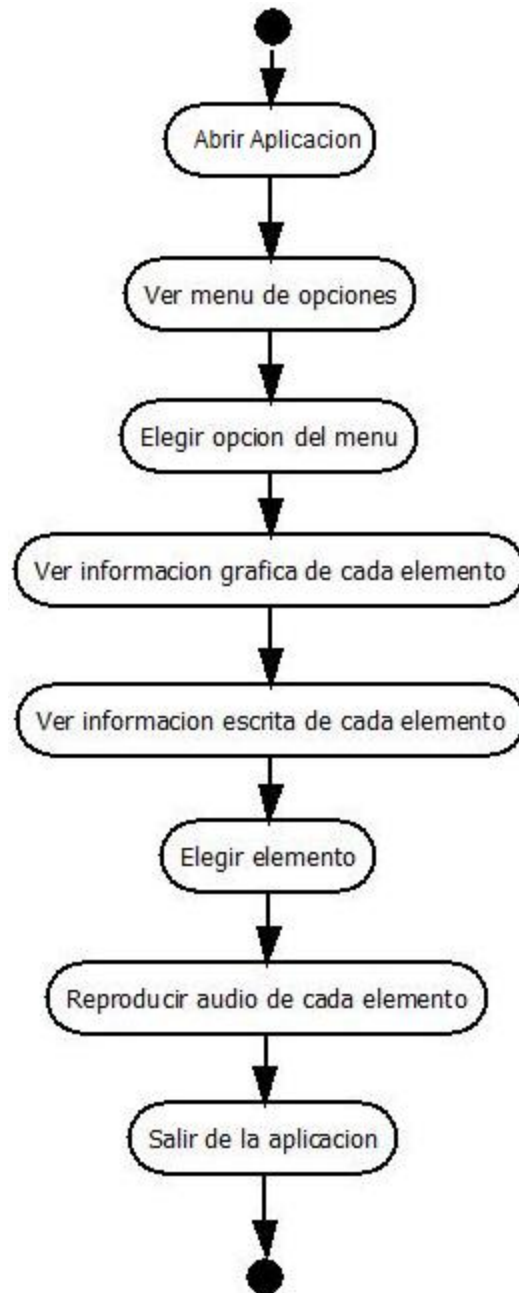 Abrir Aplicacion
Ver menu de opciones
Elegir opcion del menu
Ver informacion grafica de cada elemento
Ver informacion escrita de cada elemento
Elegir elemento
Reproducir audio de cada elemento
Salir de la aplicacion